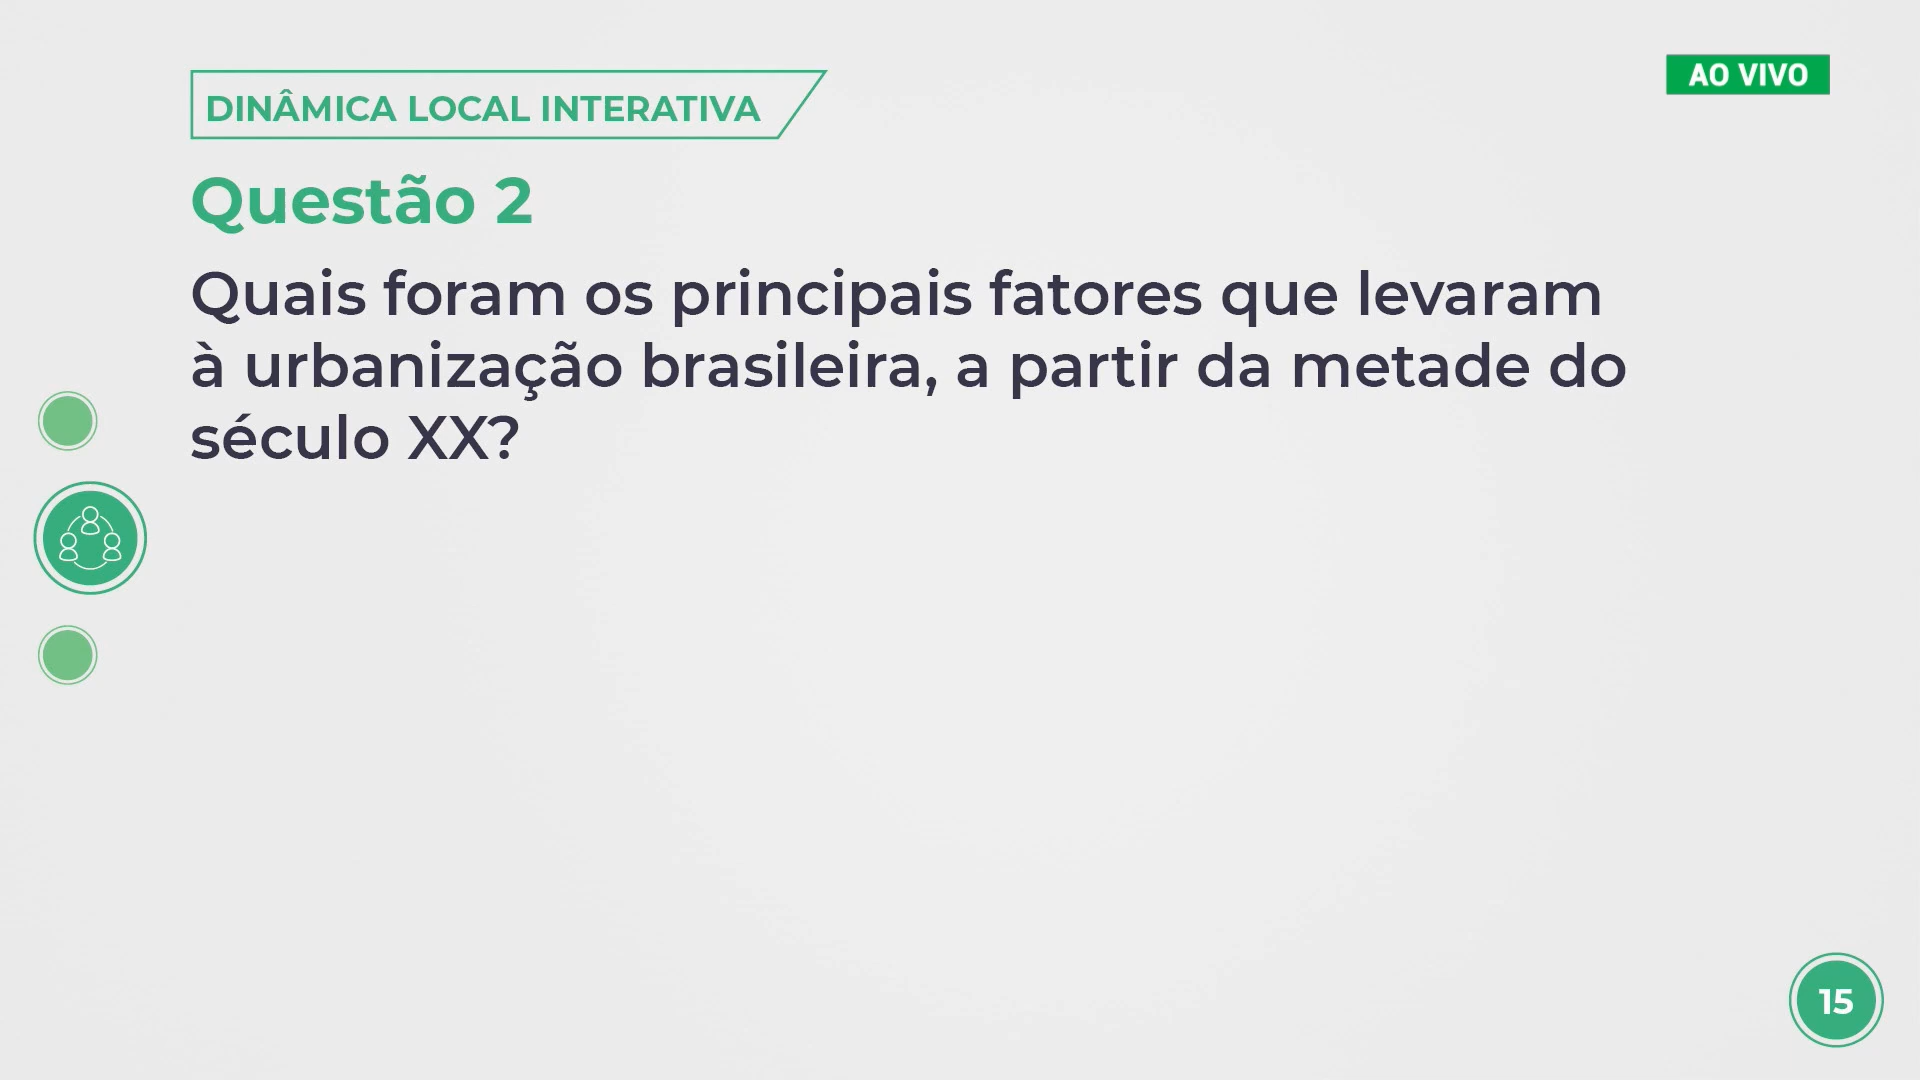 DINÂMICA LOCAL INTERATIVA
AO VIVO
Questão 2
Quais foram os principais fatores que levaram
à urbanização brasileira, a partir da metade do
século XX?
15